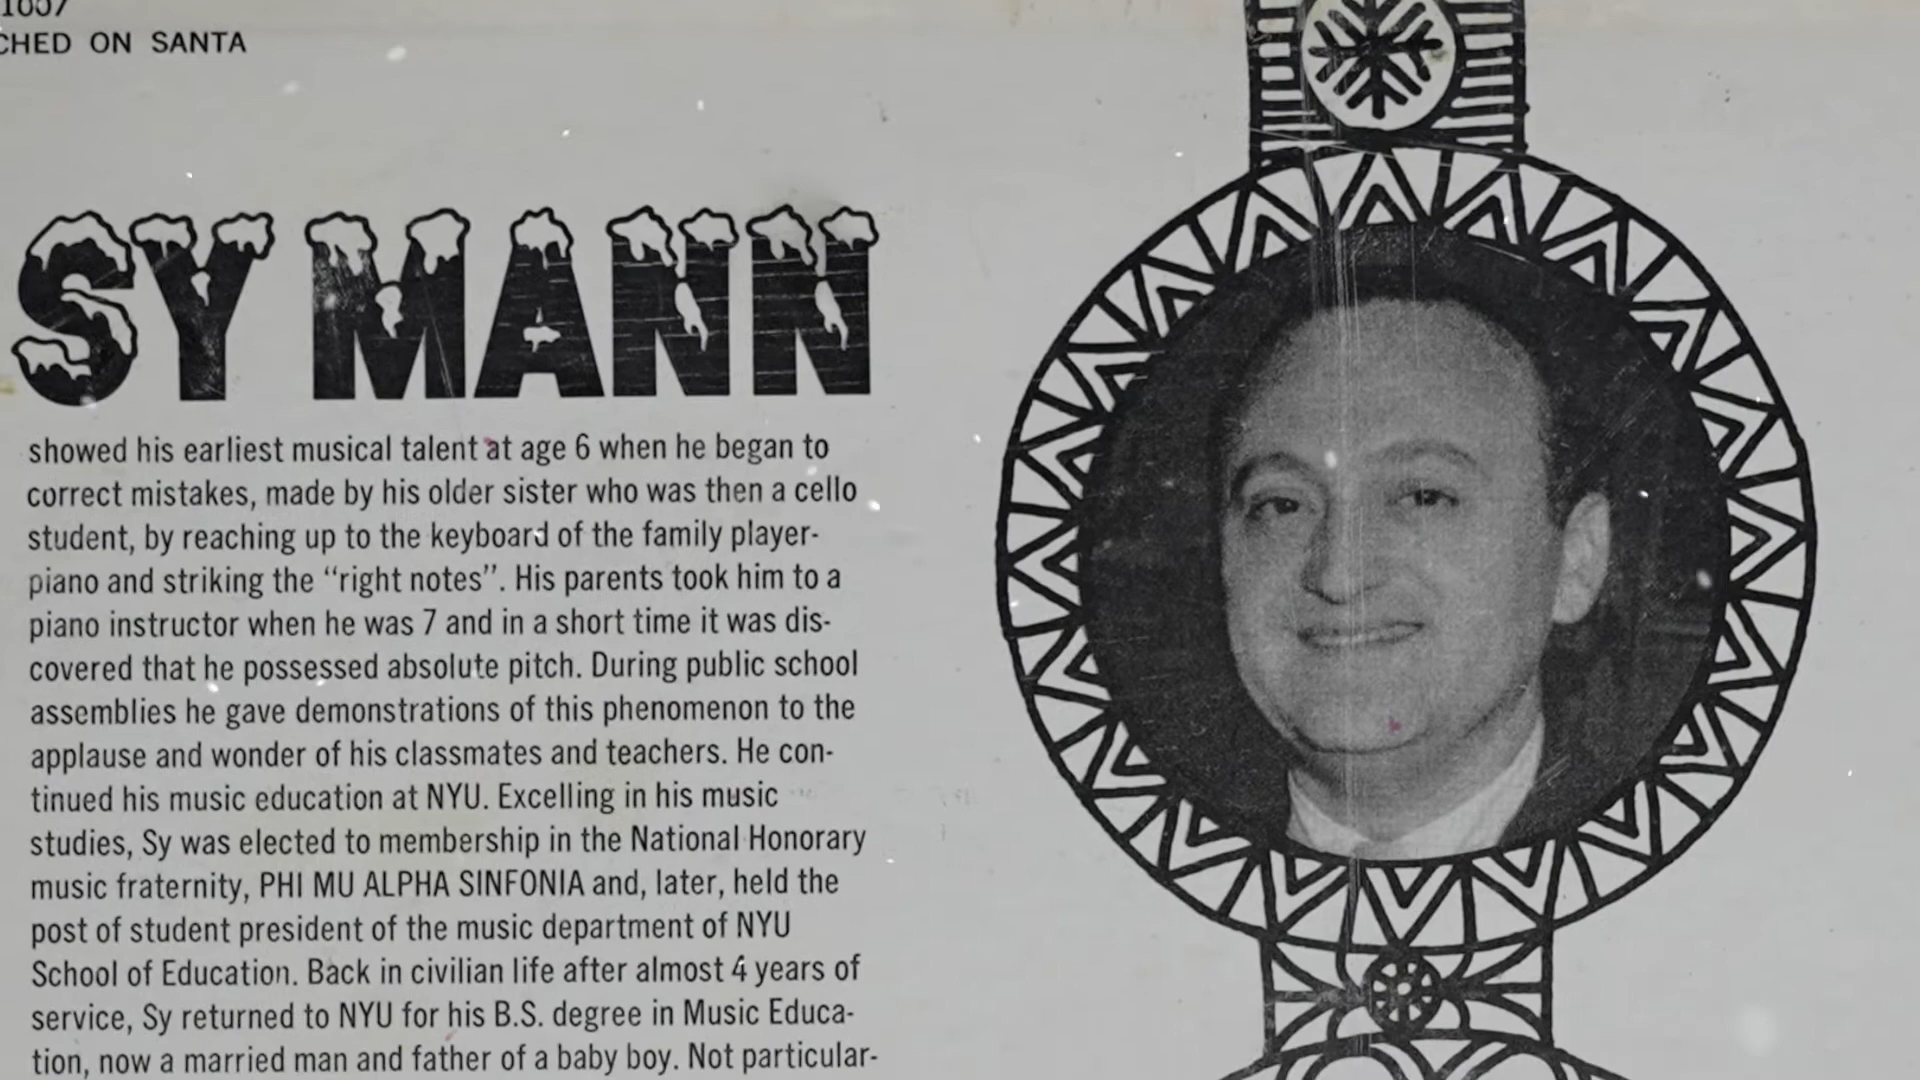 1007
CHED ON SANTA
SY MANN
showed his earliest musical talent at age 6 when he began to
correct mistakes, made by his older sister who was then a cello
student, by reaching up to the keyboard of the family player-
piano and striking the “right notes”. His parents took him to a
piano instructor when he was 7 and in a short time it was dis-
covered that he possessed absolute pitch. During public school
assemblies he gave demonstrations of this phenomenon to the
applause and wonder of his classmates and teachers. He con-
tinued his music education at NYU. Excelling in his music
studies, Sy was elected to membership in the National Honorary
music fraternity, PHI MU ALPHA SINFONIA and, later, held the
post of student president of the music department of NYU
School of Education. Back in civilian life after almost 4 years of
service, Sy returned to NYU for his B.S. degree in Music Educa-
tion, now a married man and father of a baby boy. Not particular-